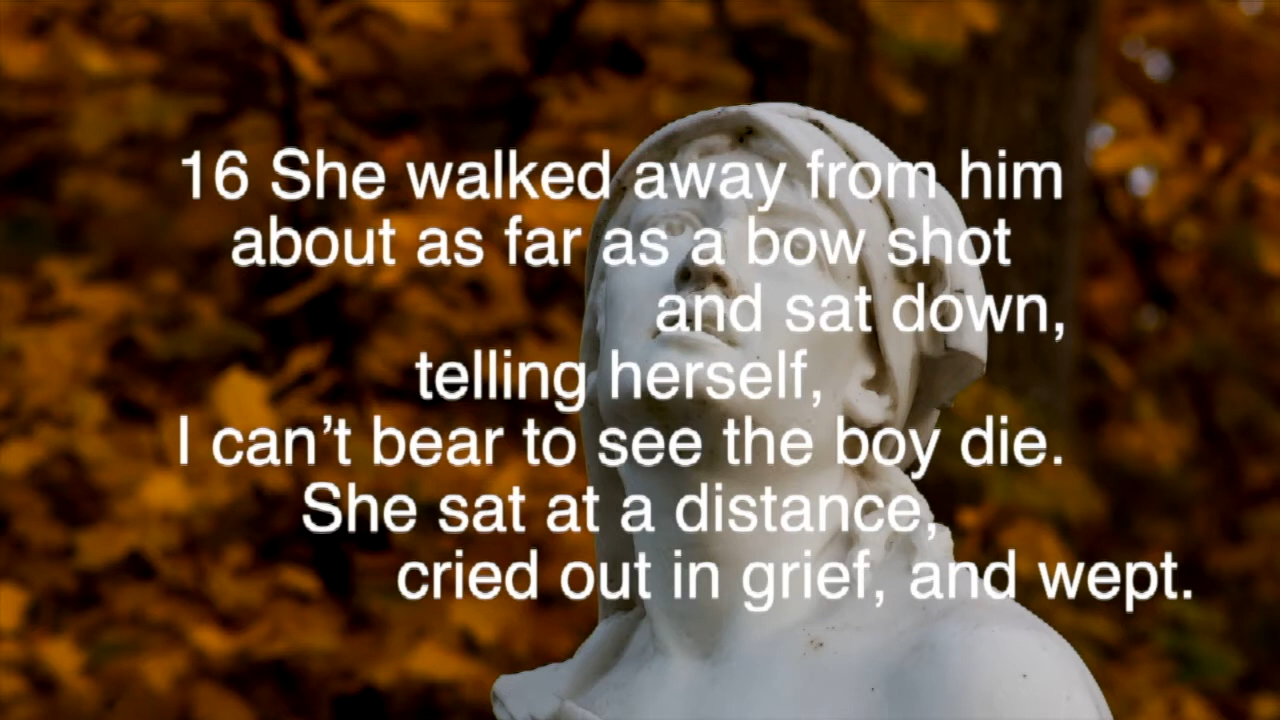 16 She walked away from him
about as far as a bow shot
and sat down,
telling herself,
I can’t bear to see the boy die.
She sat at a distance,
cried out in grief, and wept.